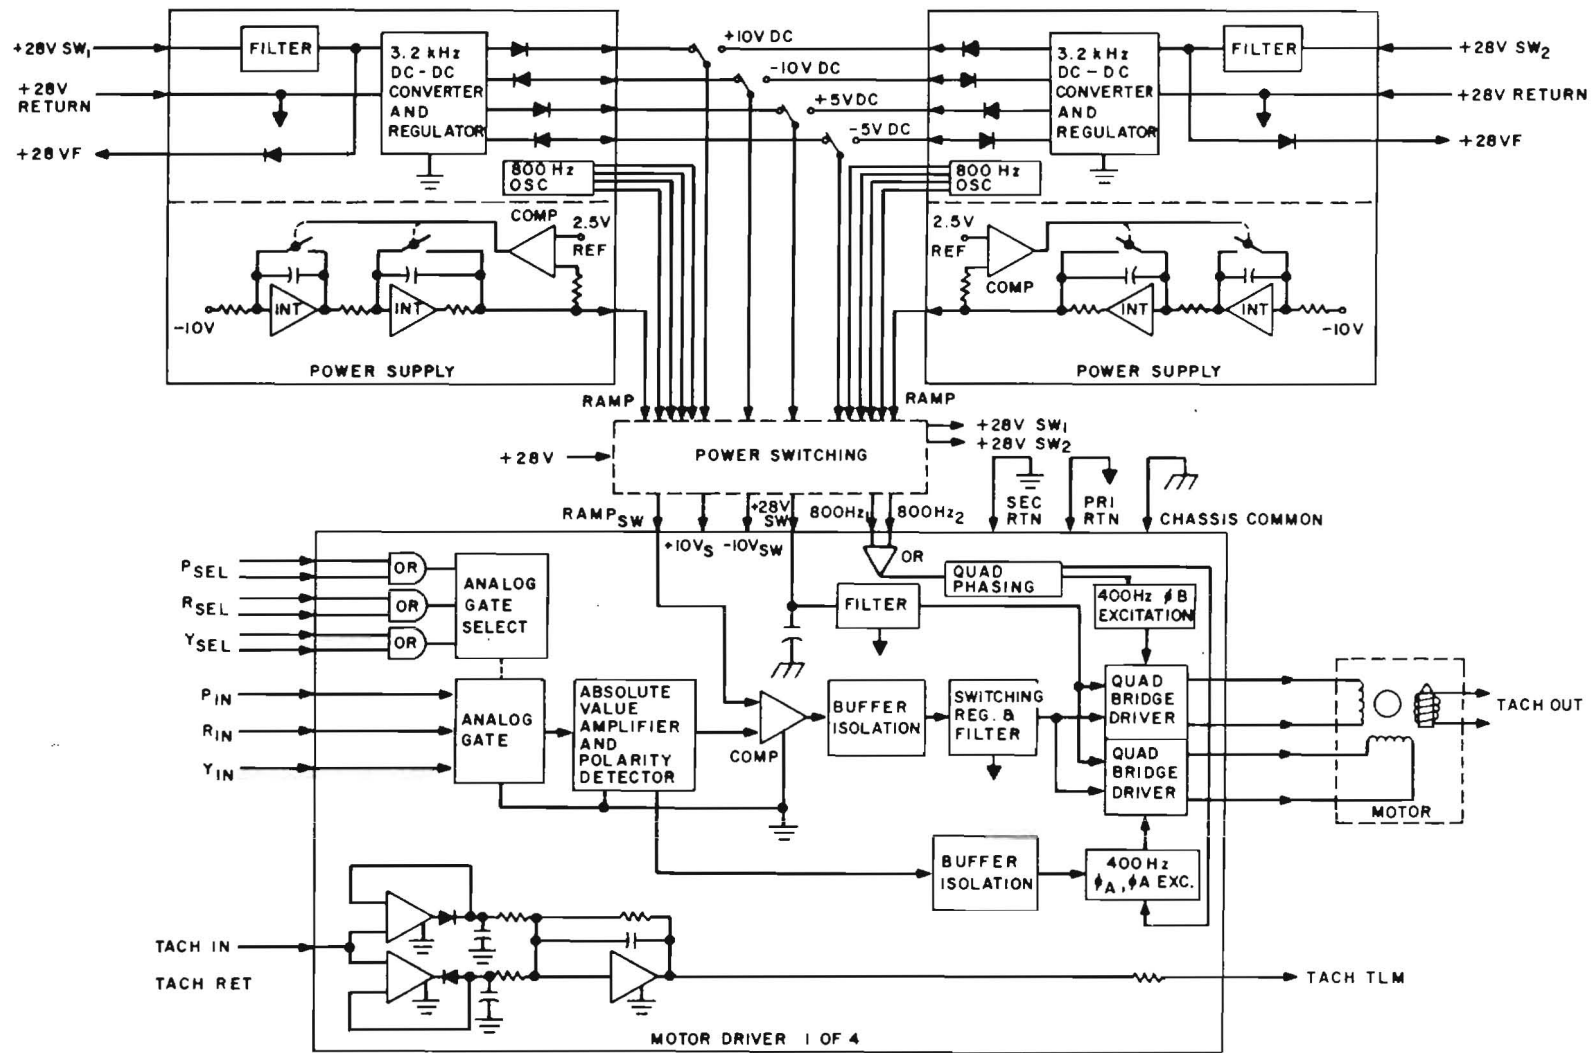 +28V SW1
+28V
RETURN
+28 VF
FILTER
3.2 kHz
DC-DC
CONVERTER
AND
REGULATOR
800 Hz
OSC
COMP
2.5V
REF
INT
INT
-10V
POWER SUPPLY
+10V DC
-10V DC
+5VDC
-5V DC
3.2 kHz
DC-DC
CONVERTER
AND
REGULATOR
FILTER
+28V SW2
+28V RETURN
+28VF
800 Hz
OSC
2.5V
REF
COMP
INT
INT
-10V
POWER SUPPLY
RAMP
RAMP
+28V
POWER SWITCHING
+28V SW1
+28V SW2
RAMP SW
+10VS
-10VSW
+28V
SW
800Hz1
800Hz2
SEC
RTN
PRI
RTN
CHASSIS COMMON
PSEL
RSEL
YSEL
OR
OR
OR
ANALOG
GATE
SELECT
OR
QUAD
PHASING
FILTER
400Hz ϕB
EXCITATION
PIN
RIN
YIN
ANALOG
GATE
ABSOLUTE
VALUE
AMPLIFIER
AND
POLARITY
DETECTOR
COMP
BUFFER
ISOLATION
SWITCHING
REG. &
FILTER
QUAD
BRIDGE
DRIVER
QUAD
BRIDGE
DRIVER
TACH OUT
MOTOR
BUFFER
ISOLATION
400Hz
ϕA, ϕA EXC.
TACH IN
TACH RET
TACH TLM
MOTOR DRIVER 1 OF 4